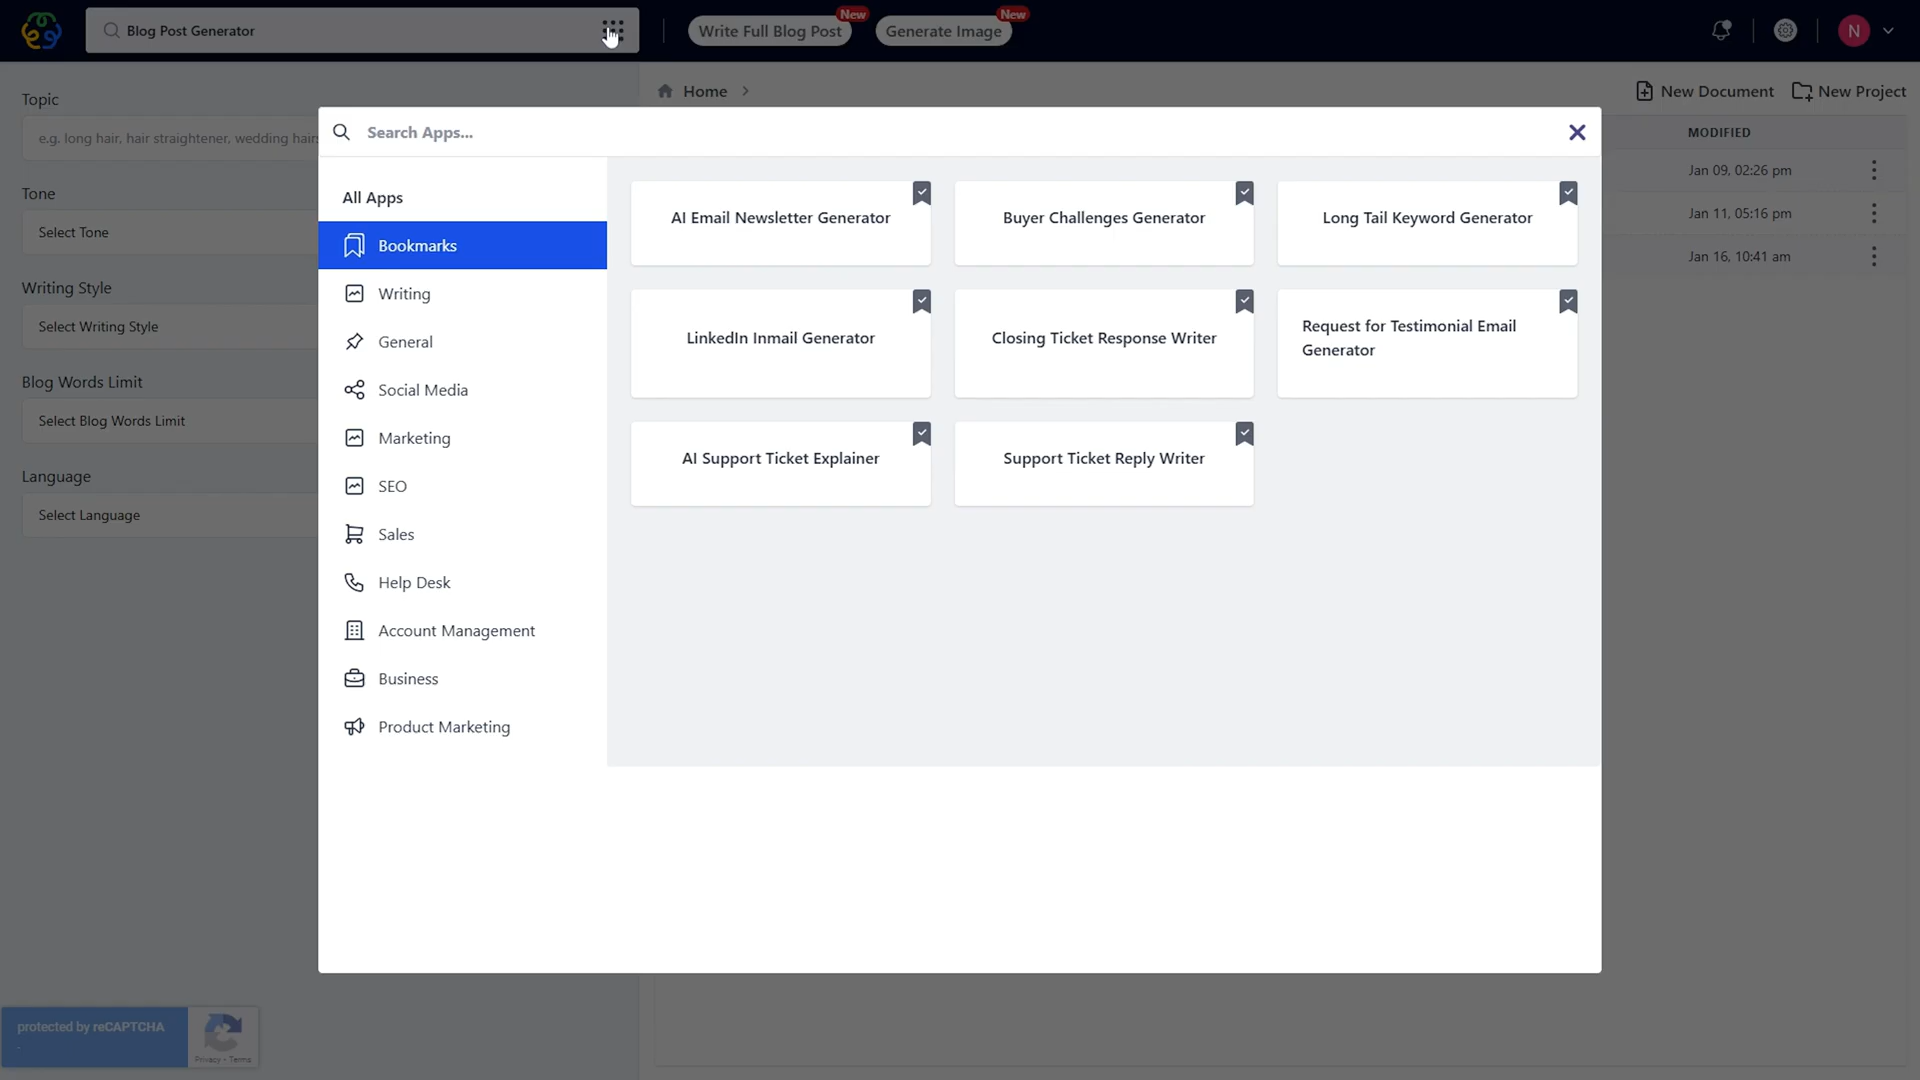 Blog Post Generator
Write Full Blog Post
New
Generate Image
New
N
Topic
e.g. long hair, hair straightener, wedding hair
Tone
Select Tone
Writing Style
Select Writing Style
Blog Words Limit
Select Blog Words Limit
Language
Select Language
Home
New Document
New Project
MODIFIED
Jan 09, 02:26 pm
Jan 11, 05:16 pm
Jan 16, 10:41 am
Search Apps...
All Apps
Bookmarks
Writing
General
Social Media
Marketing
SEO
Sales
Help Desk
Account Management
Business
Product Marketing
AI Email Newsletter Generator
Buyer Challenges Generator
Long Tail Keyword Generator
LinkedIn Inmail Generator
Closing Ticket Response Writer
Request for Testimonial Email
Generator
AI Support Ticket Explainer
Support Ticket Reply Writer
protected by reCAPTCHA
-
Privacy - Terms